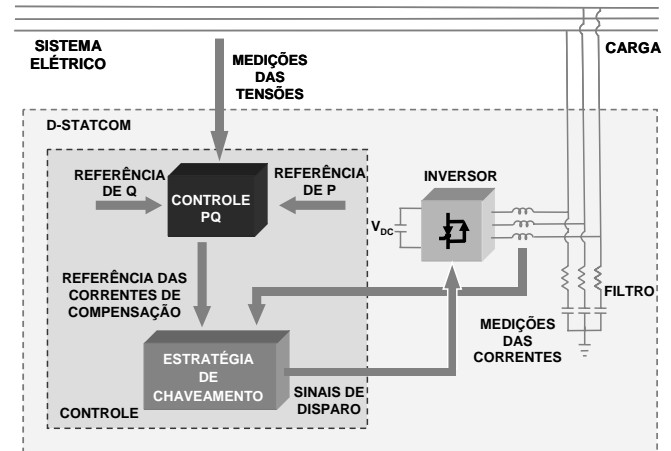 SISTEMA
ELÉTRICO
MEDIÇÕES
DAS
TENSÕES
CARGA
D-STATCOM
REFERÊNCIA
DE Q
CONTROLE
PQ
REFERÊNCIA
DE P
INVERSOR
VDC
REFERÊNCIA DAS
CORRENTES DE
COMPENSAÇÃO
FILTRO
MEDIÇÕES
DAS
CORRENTES
ESTRATÉGIA
DE
CHAVEAMENTO
SINAIS DE
DISPARO
CONTROLE